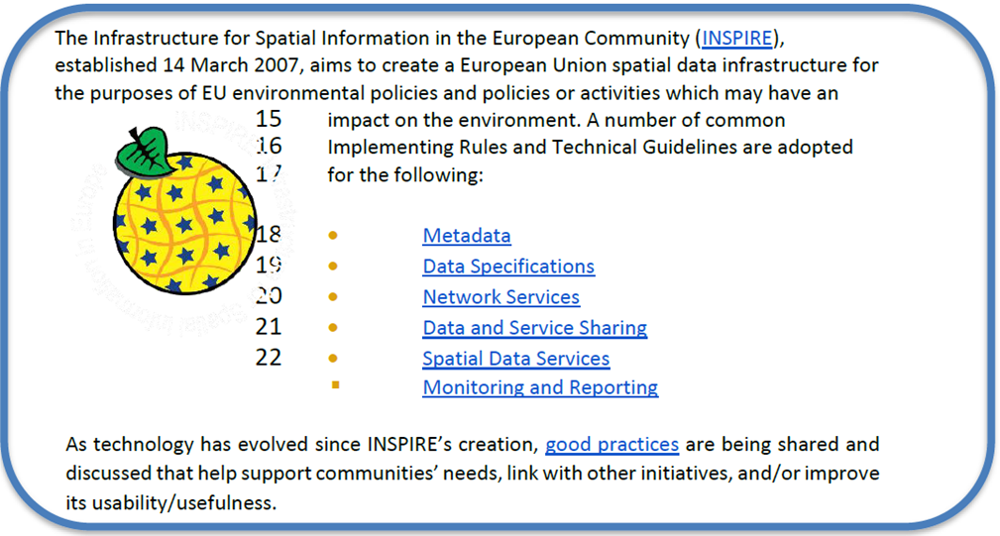 The Infrastructure for Spatial Information in the European Community (INSPIRE),
established 14 March 2007, aims to create a European Union spatial data infrastructure for
the purposes of EU environmental policies and policies or activities which may have an
15 impact on the environment. A number of common
16 Implementing Rules and Technical Guidelines are adopted
17 for the following:
18 • Metadata
19 • Data Specifications
20 • Network Services
21 • Data and Service Sharing
22 • Spatial Data Services
▪ Monitoring and Reporting
As technology has evolved since INSPIRE’s creation, good practices are being shared and
discussed that help support communities’ needs, link with other initiatives, and/or improve
its usability/usefulness.